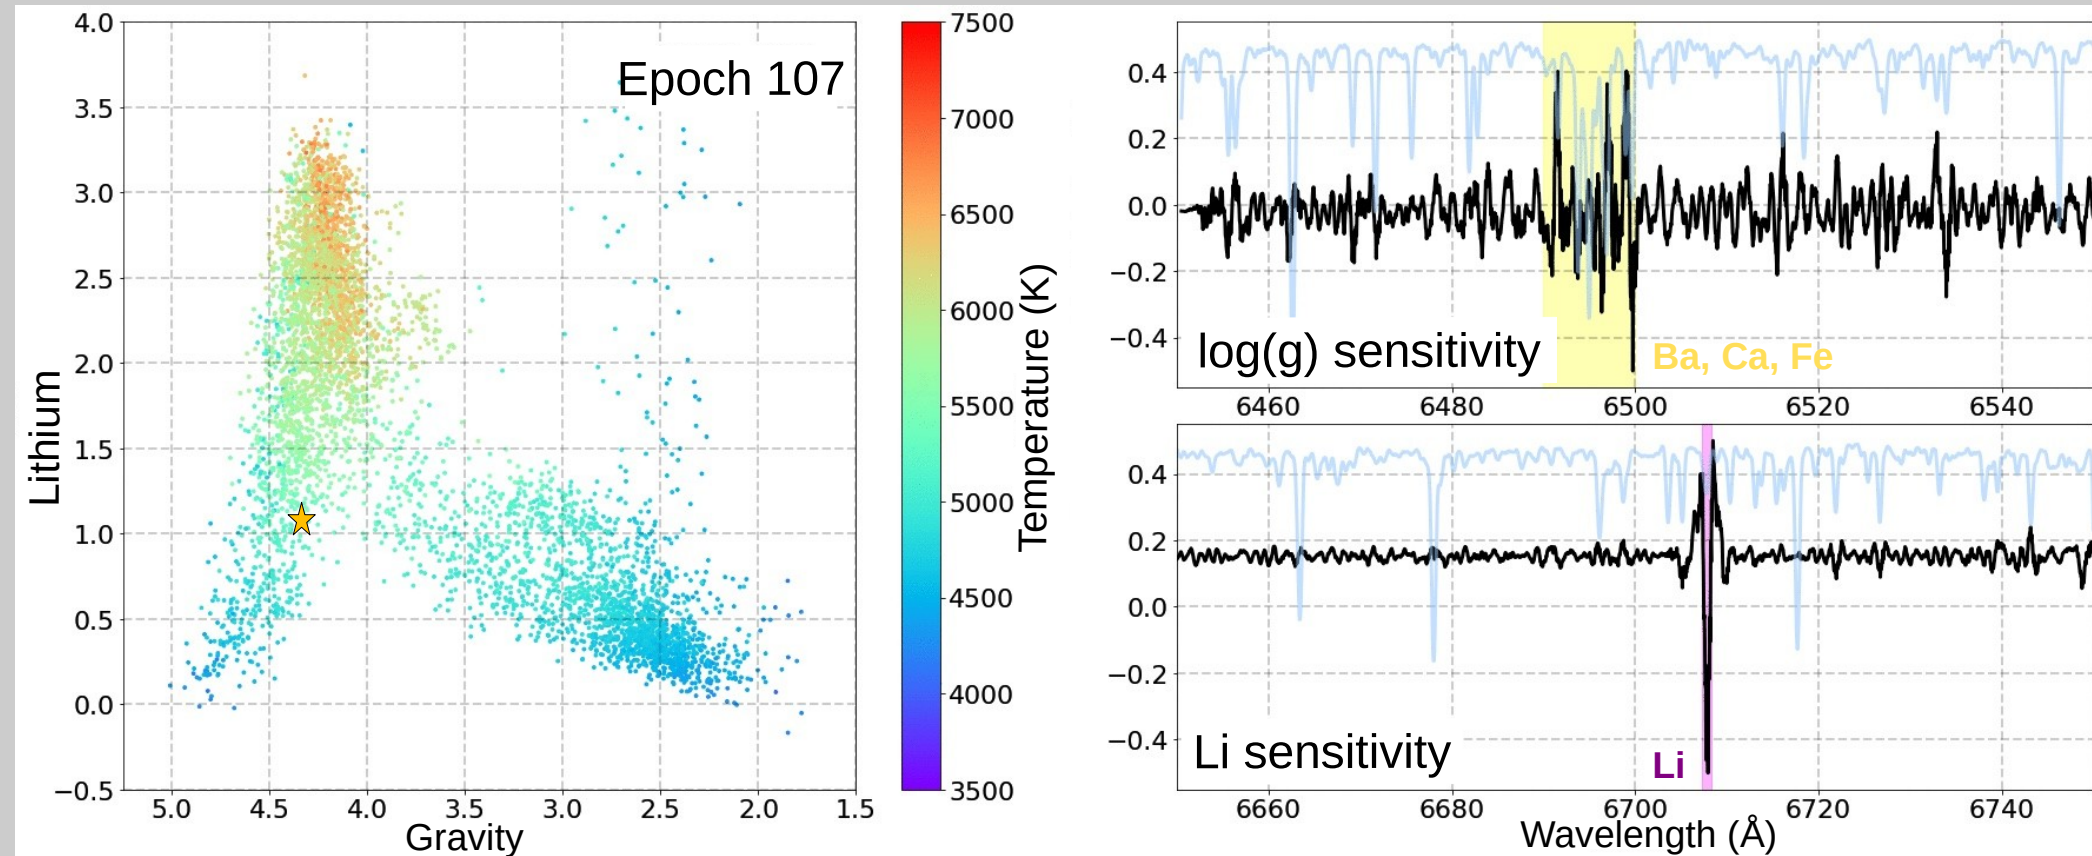 Epoch 107
4.0
3.5
3.0
2.5
2.0
1.5
1.0
0.5
0.0
−0.5
Lithium
5.0 4.5 4.0 3.5 3.0 2.5 2.0 1.5
Gravity
7500
7000
6500
6000
5500
5000
4500
4000
3500
Temperature (K)
0.4
0.2
0.0
−0.2
−0.4
log(g) sensitivity
Ba, Ca, Fe
6460 6480 6500 6520 6540
0.4
0.2
0.0
−0.2
−0.4
Li sensitivity
Li
6660 6680 6700 6720 6740
Wavelength (Å)